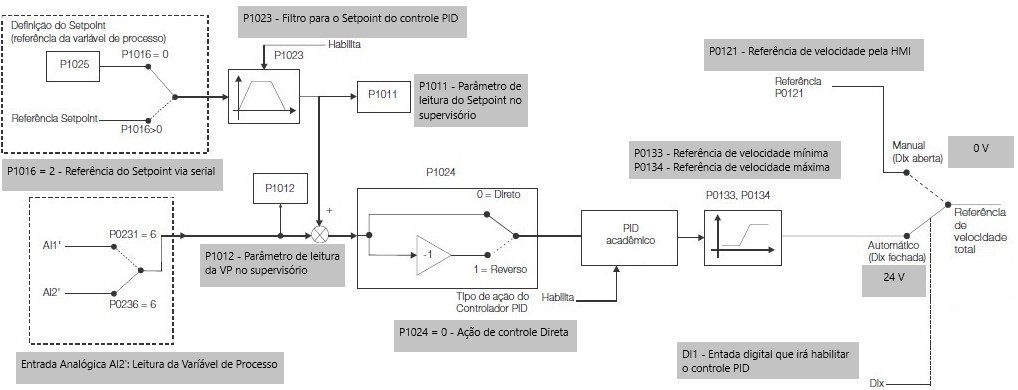 P1023 - Filtro para o Setpoint do controle PID
Definição do Setpoint
(referência da variável de processo)
P1016 = 0
P1025
Referência Setpoint
P1016>0
Habilita
P1023
P1011
P1011 - Parâmetro de
leitura do Setpoint no
supervisório
P0121 - Referência de velocidade pela HMI
Referência
P0121
Manual
(DIx aberta)
0 V
P1016 = 2 - Referência do Setpoint via serial
P1012
+
P1024
0 = Direto
-1
1 = Reverso
P0133 - Referência de velocidade mínima
P0134 - Referência de velocidade máxima
P0133, P0134
PID
acadêmico
Referência
de
velocidade
total
AI1'
P0231 = 6
AI2'
P0236 = 6
P1012 - Parâmetro de leitura
da VP no supervisório
Automático
(DIx fechada)
24 V
Tipo de ação do
Controlador PID
Habilita
P1024 = 0 - Ação de controle Direta
Entrada Analógica AI2': Leitura da Varíável de Processo
DI1 - Entada digital que irá habilitar
o controle PID
DIx